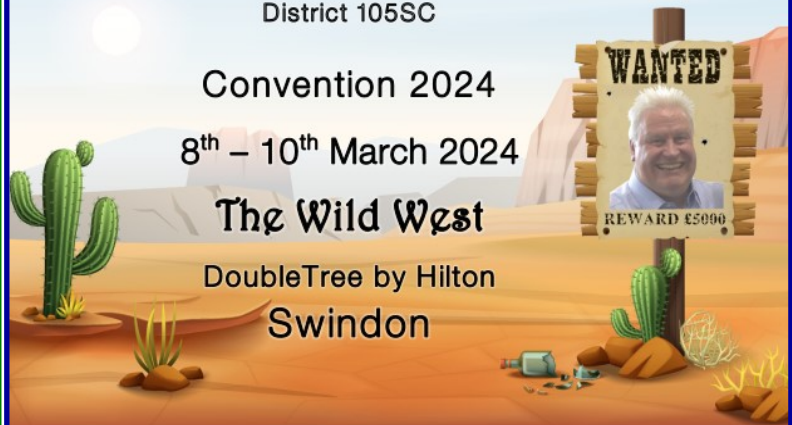 District 105SC
Convention 2024
8th – 10th March 2024
The Wild West
DoubleTree by Hilton
Swindon
WANTED
REWARD £5000